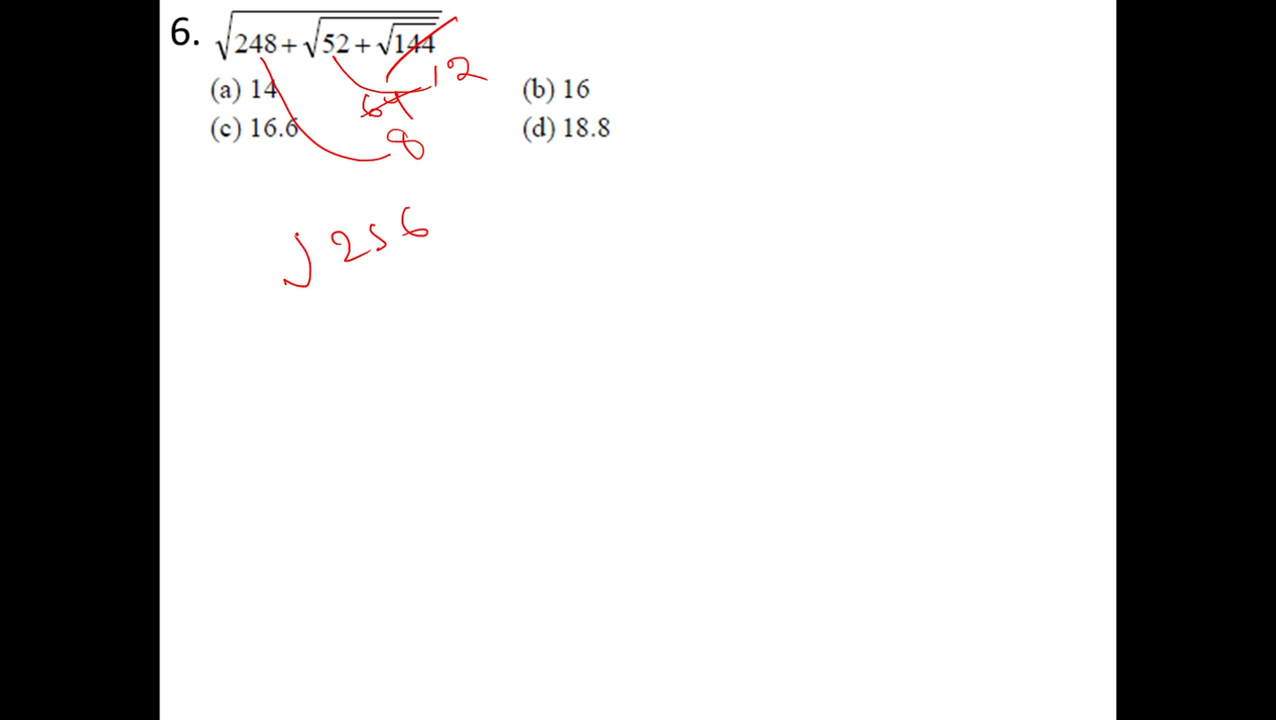 6. √248 + √52 + √144
12
(a) 14 (b) 16
64
(c) 16.6 (d) 18.8
8
√256